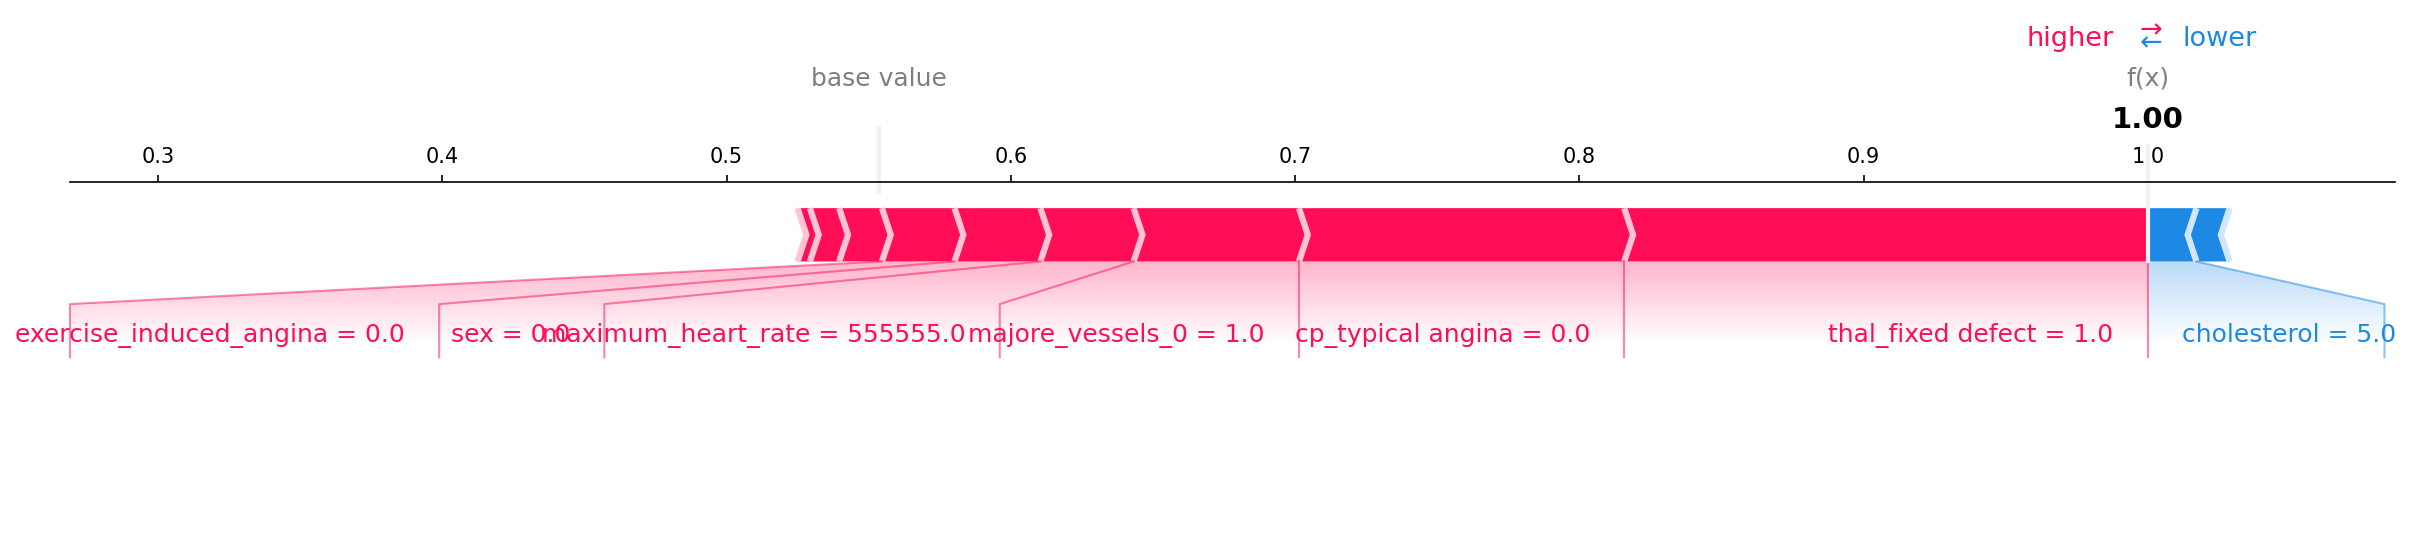 higher ⇄ lower
base value f(x)
1.00
0.3 0.4 0.5 0.6 0.7 0.8 0.9 1 0
exercise_induced_angina = 0.0 sex = 0.0 maximum_heart_rate = 555555.0 majore_vessels_0 = 1.0 cp_typical angina = 0.0 thal_fixed defect = 1.0 cholesterol = 5.0